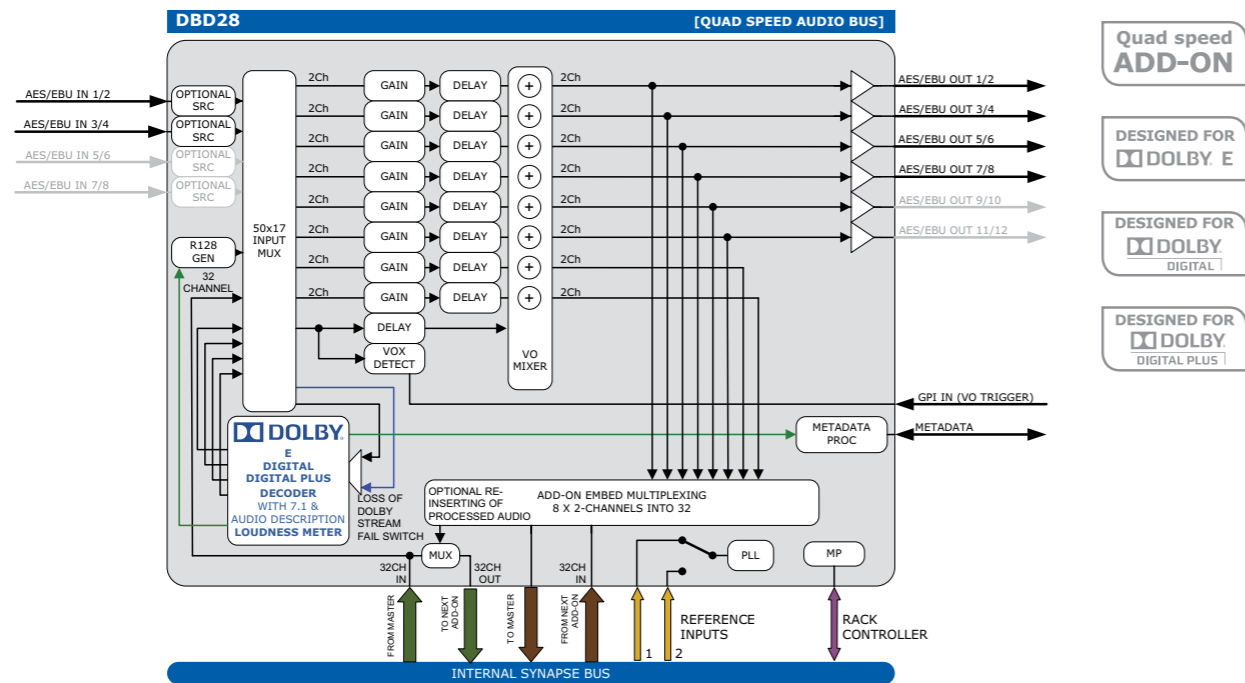 DBD28
[QUAD SPEED AUDIO BUS]
Quad speed
ADD-ON
DESIGNED FOR
DOLBY E
DESIGNED FOR
DOLBY.
DIGITAL
DESIGNED FOR
DOLBY.
DIGITAL PLUS
AES/EBU IN 1/2
AES/EBU IN 3/4
AES/EBU IN 5/6
AES/EBU IN 7/8
OPTIONAL
SRC
OPTIONAL
SRC
OPTIONAL
SRC
OPTIONAL
SRC
R128
GEN
32
CHANNEL
50x17
INPUT
MUX
2Ch
GAIN
DELAY
+
2Ch
AES/EBU OUT 1/2
2Ch
GAIN
DELAY
+
2Ch
AES/EBU OUT 3/4
2Ch
GAIN
DELAY
+
2Ch
AES/EBU OUT 5/6
2Ch
GAIN
DELAY
+
2Ch
AES/EBU OUT 7/8
2Ch
GAIN
DELAY
+
2Ch
AES/EBU OUT 9/10
2Ch
GAIN
DELAY
+
2Ch
AES/EBU OUT 11/12
2Ch
GAIN
DELAY
+
2Ch
2Ch
GAIN
DELAY
+
2Ch
DELAY
VOX
DETECT
VO
MIXER
GPI IN (VO TRIGGER)
METADATA
PROC
METADATA
DOLBY.
E
DIGITAL
DIGITAL PLUS
DECODER
WITH 7.1 &
AUDIO DESCRIPTION
LOUDNESS METER
LOSS OF
DOLBY
STREAM
FAIL SWITCH
OPTIONAL RE-
INSERTING OF
PROCESSED AUDIO
ADD-ON EMBED MULTIPLEXING
8 X 2-CHANNELS INTO 32
MUX
32CH
IN
32CH
OUT
32CH
IN
PLL
MP
FROM MASTER
TO NEXT
ADD-ON
TO MASTER
FROM NEXT
ADD-ON
1
2
REFERENCE
INPUTS
RACK
CONTROLLER
INTERNAL SYNAPSE BUS